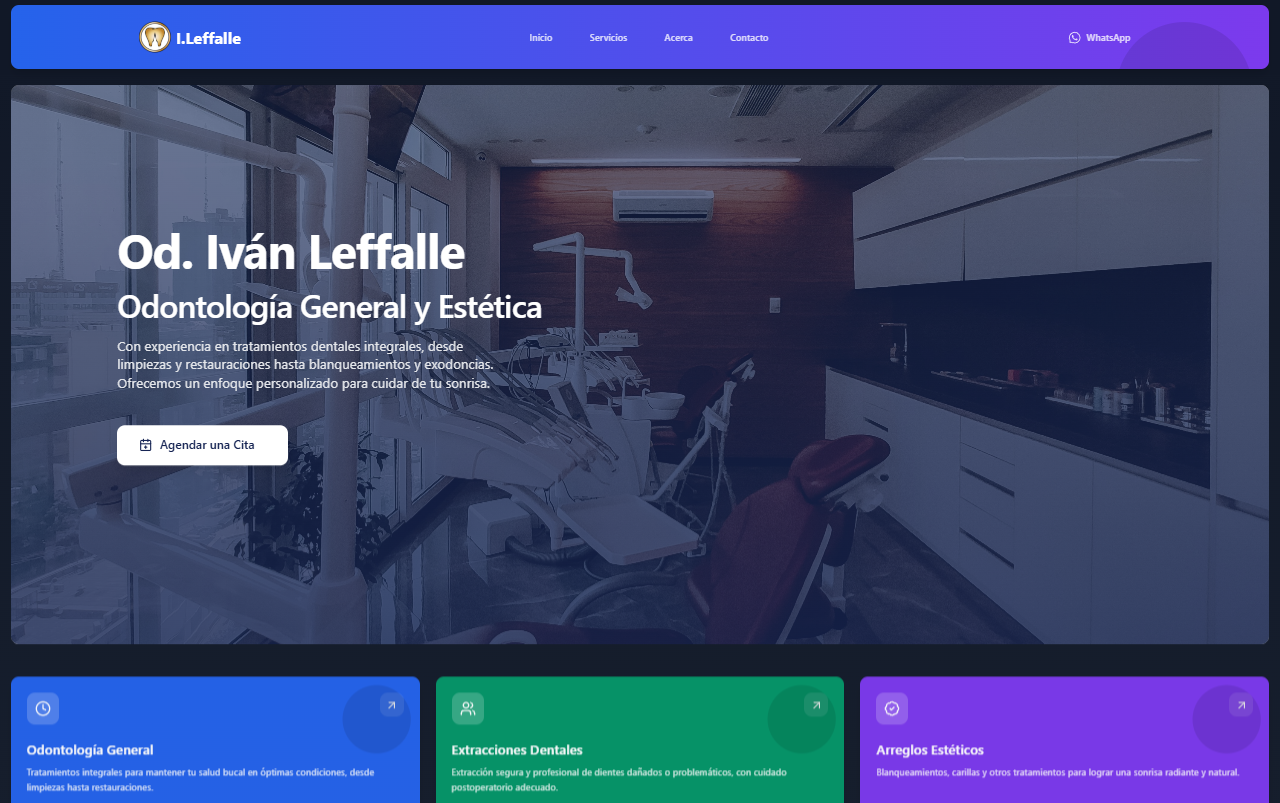 I.Leffalle
Inicio
Servicios
Acerca
Contacto
WhatsApp
Od. Iván Leffalle
Odontología General y Estética
Con experiencia en tratamientos dentales integrales, desde
limpiezas y restauraciones hasta blanqueamientos y exodoncias.
Ofrecemos un enfoque personalizado para cuidar de tu sonrisa.
Agendar una Cita
Odontología General
Tratamientos integrales para mantener tu salud bucal en óptimas condiciones, desde
limpiezas hasta restauraciones.
Extracciones Dentales
Extracción segura y profesional de dientes dañados o problemáticos, con cuidado
postoperatorio adecuado.
Arreglos Estéticos
Blanqueamientos, carillas y otros tratamientos para lograr una sonrisa radiante y natural.